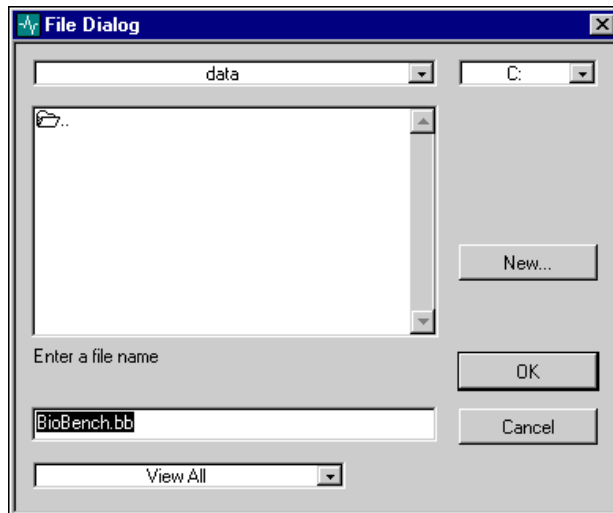 File Dialog
data
C:
..
New...
Enter a file name
OK
BioBench.bb
Cancel
View All